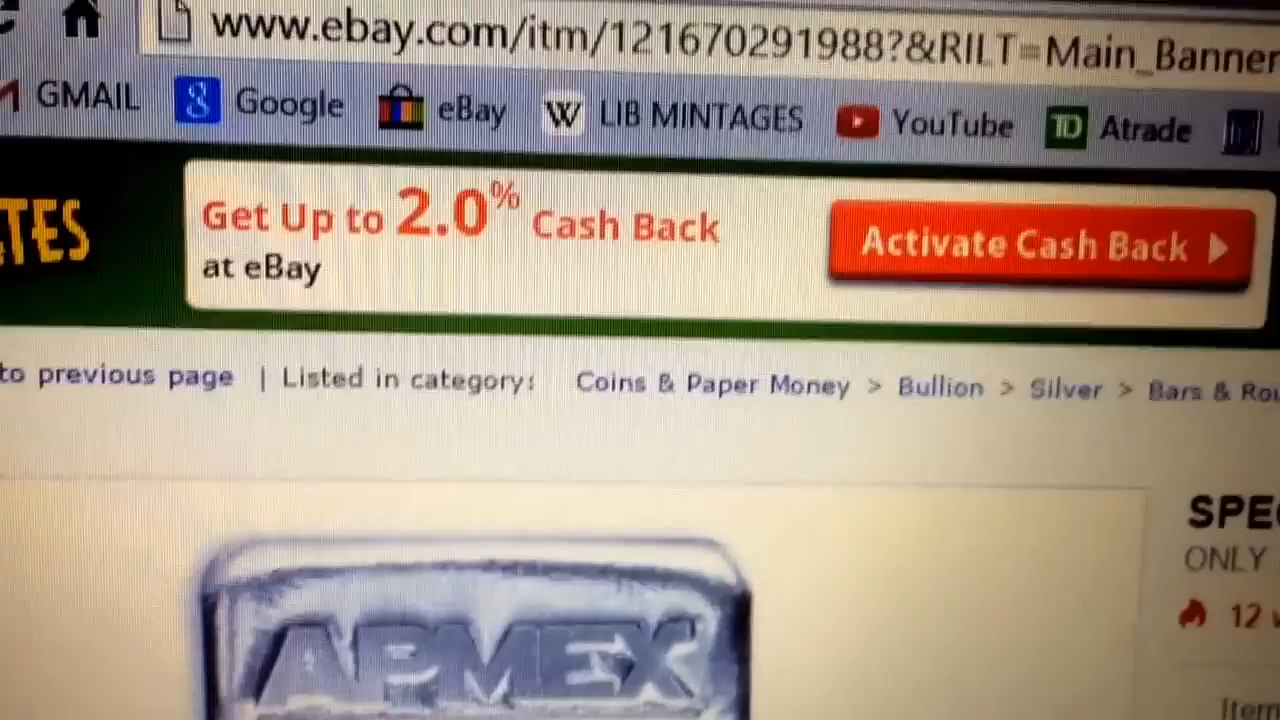 www.ebay.com/itm/121670291988?&RILT=Main_Banner
GMAIL Google eBay W LIB MINTAGES YouTube TD Atrade
TES
Get Up to 2.0% Cash Back
at eBay
Activate Cash Back
to previous page | Listed in category: Coins & Paper Money > Bullion > Silver > Bars & Rou
SPE
ONLY
12
Item
APMEX